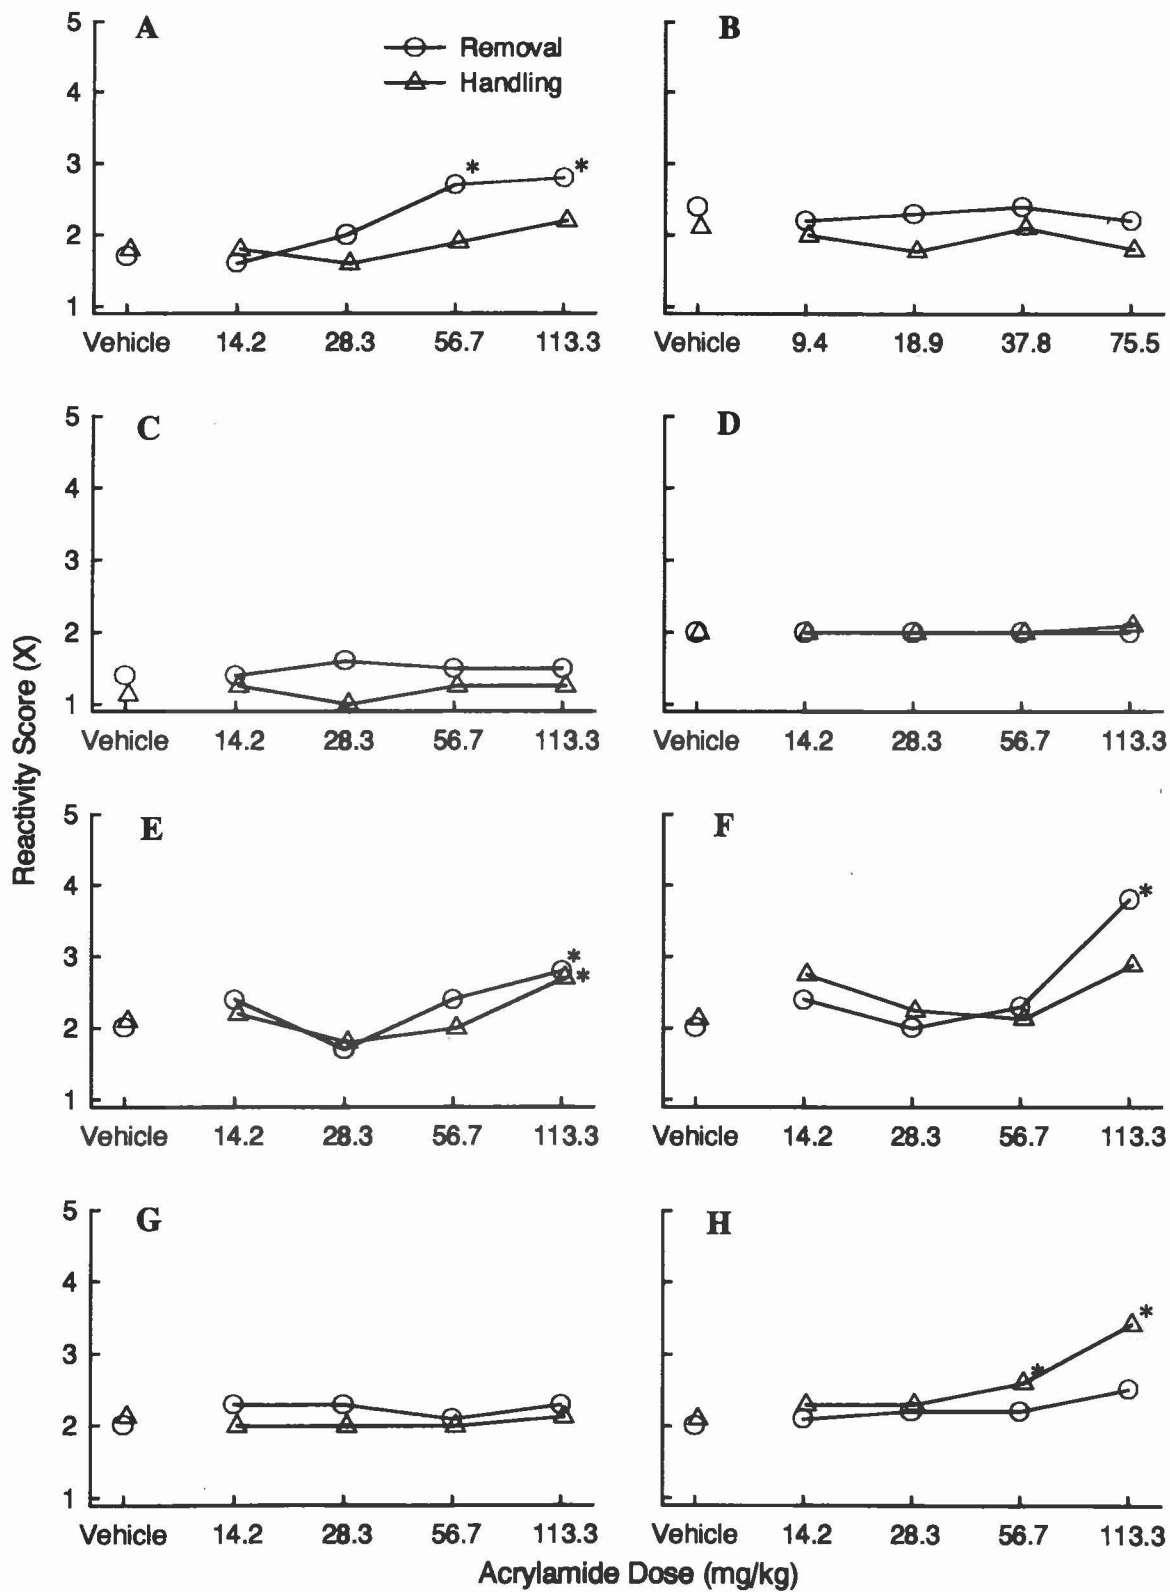 A
B
Removal
Handling
5
4
3
2
1
Vehicle 14.2 28.3 56.7 113.3
Vehicle 9.4 18.9 37.8 75.5
* *
C
D
5
4
3
2
1
Vehicle 14.2 28.3 56.7 113.3
Vehicle 14.2 28.3 56.7 113.3
Reactivity Score (X)
E
F
5
4
3
2
1
* *
*
Vehicle 14.2 28.3 56.7 113.3
Vehicle 14.2 28.3 56.7 113.3
G
H
5
4
3
2
1
* *
Vehicle 14.2 28.3 56.7 113.3
Vehicle 14.2 28.3 56.7 113.3
Acrylamide Dose (mg/kg)